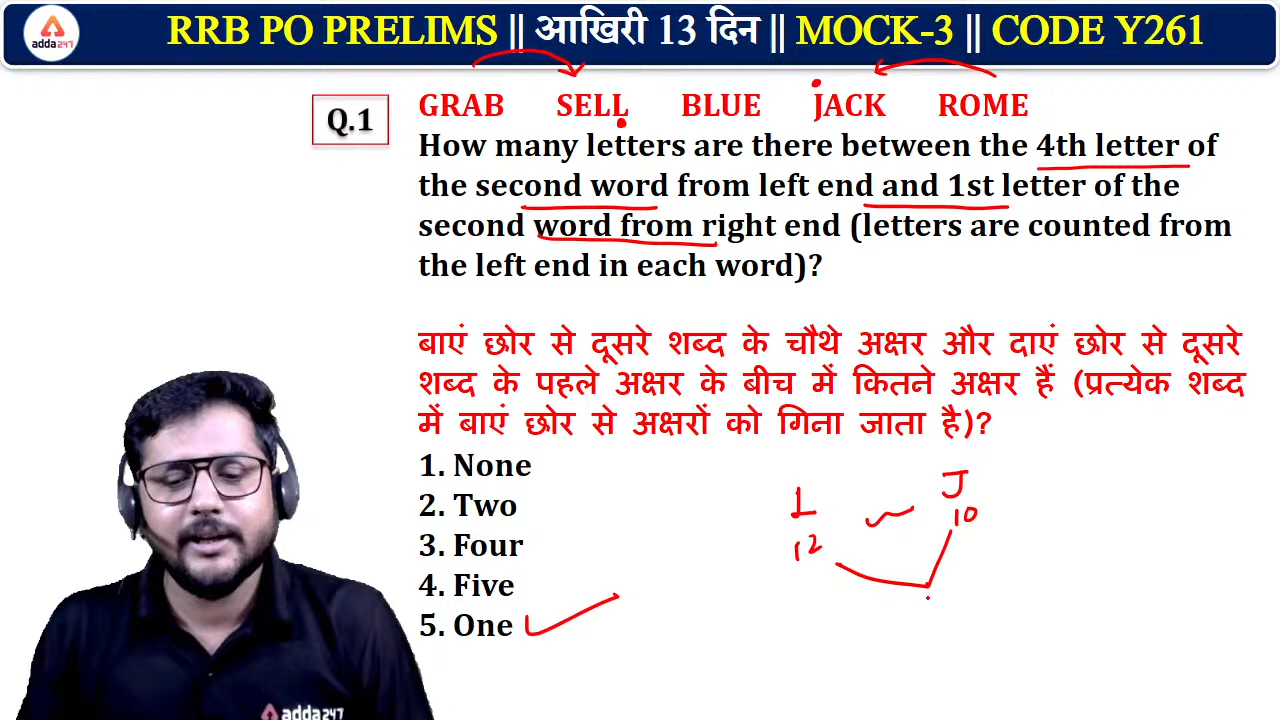 adda247
RRB PO PRELIMS || आखिरी 13 दिन || MOCK-3 || CODE Y261
Q.1
GRAB SELL BLUE JACK ROME
How many letters are there between the 4th letter of
the second word from left end and 1st letter of the
second word from right end (letters are counted from
the left end in each word)?
बाएं छोर से दूसरे शब्द के चौथे अक्षर और दाएं छोर से दूसरे
शब्द के पहले अक्षर के बीच में कितने अक्षर हैं (प्रत्येक शब्द
में बाएं छोर से अक्षरों को गिना जाता है)?
1. None
2. Two
3. Four
4. Five
5. One
L J
12 10
adda247